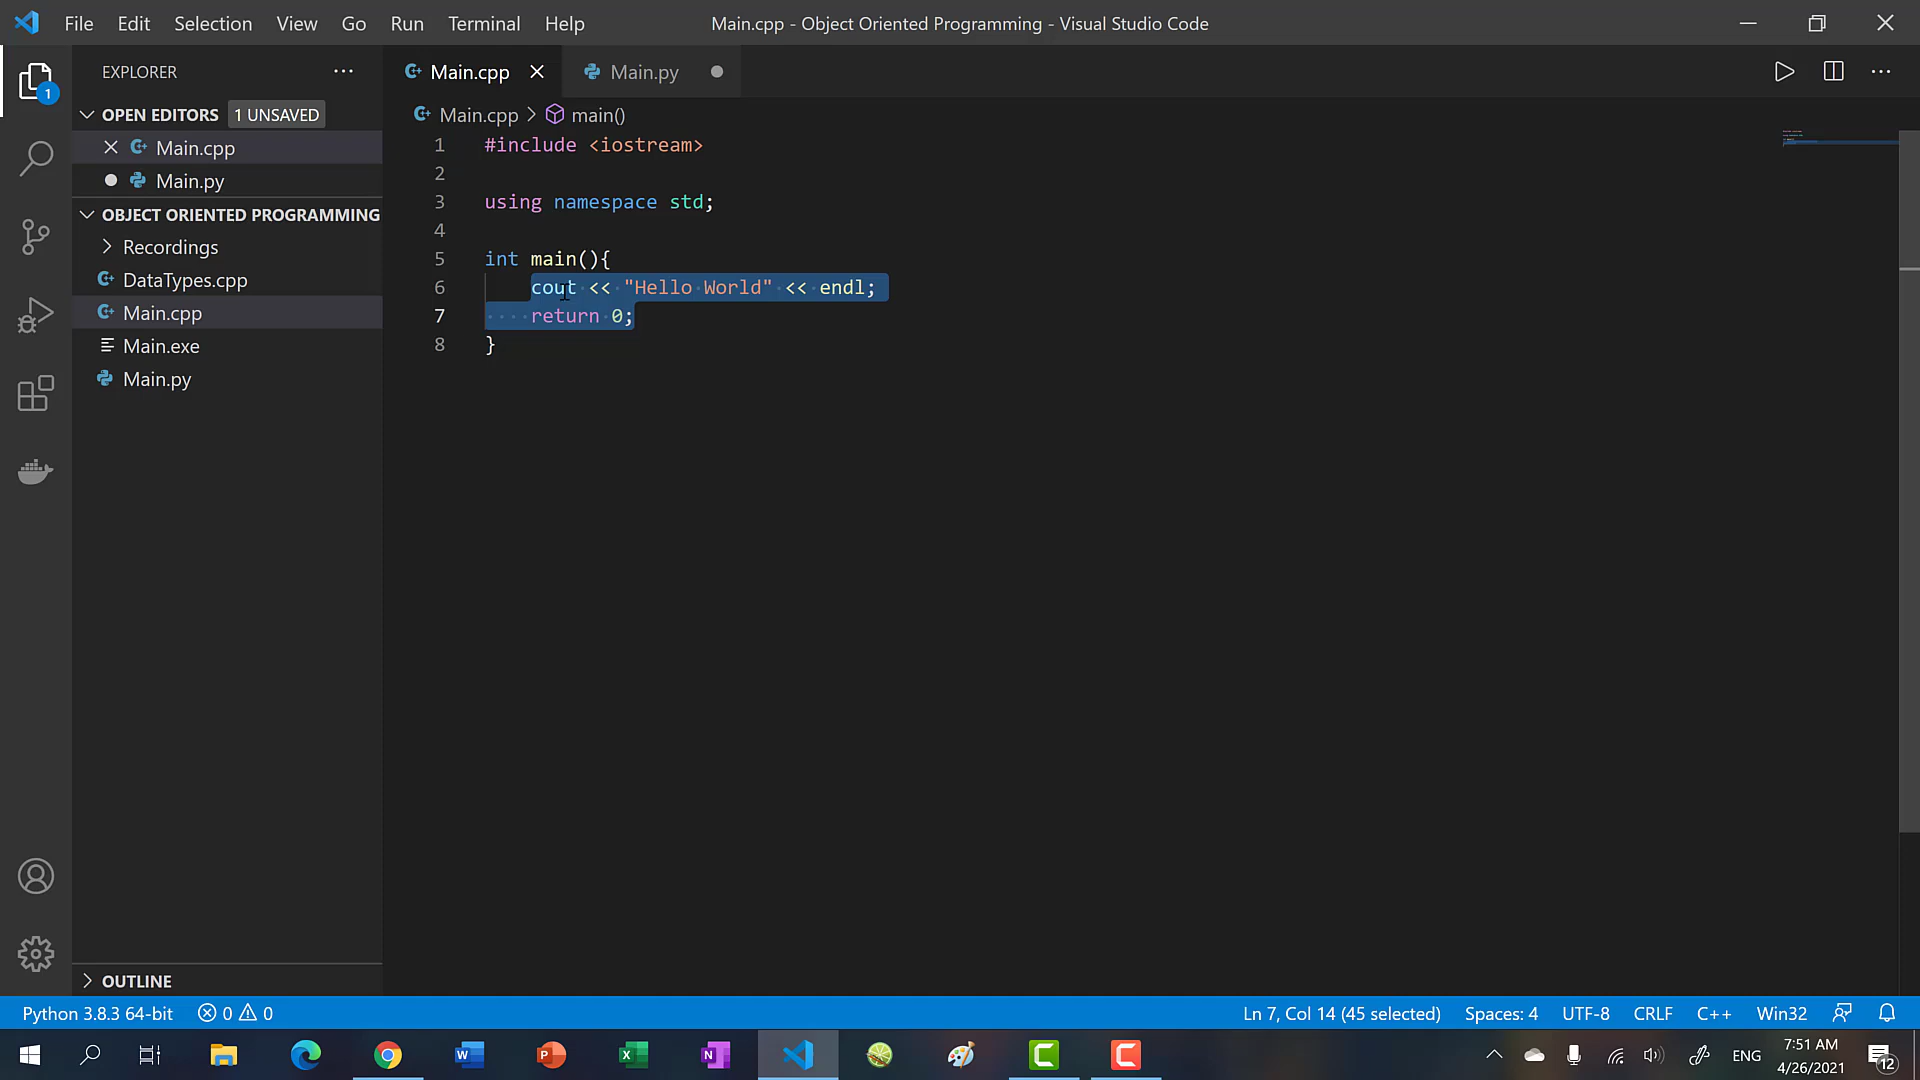 File Edit Selection View Go Run Terminal Help
Main.cpp - Object Oriented Programming - Visual Studio Code
EXPLORER
Main.cpp
Main.py
1
OPEN EDITORS 1 UNSAVED
Main.cpp > main()
Main.cpp
Main.py
OBJECT ORIENTED PROGRAMMING
Recordings
DataTypes.cpp
Main.cpp
Main.exe
Main.py
1 #include <iostream>
2
3 using namespace std;
4
5 int main(){
6 cout << "Hello World" << endl;
7 return 0;
8 }
OUTLINE
Python 3.8.3 64-bit 0 0
Ln 7, Col 14 (45 selected) Spaces: 4 UTF-8 CRLF C++ Win32
ENG
7:51 AM
4/26/2021
12